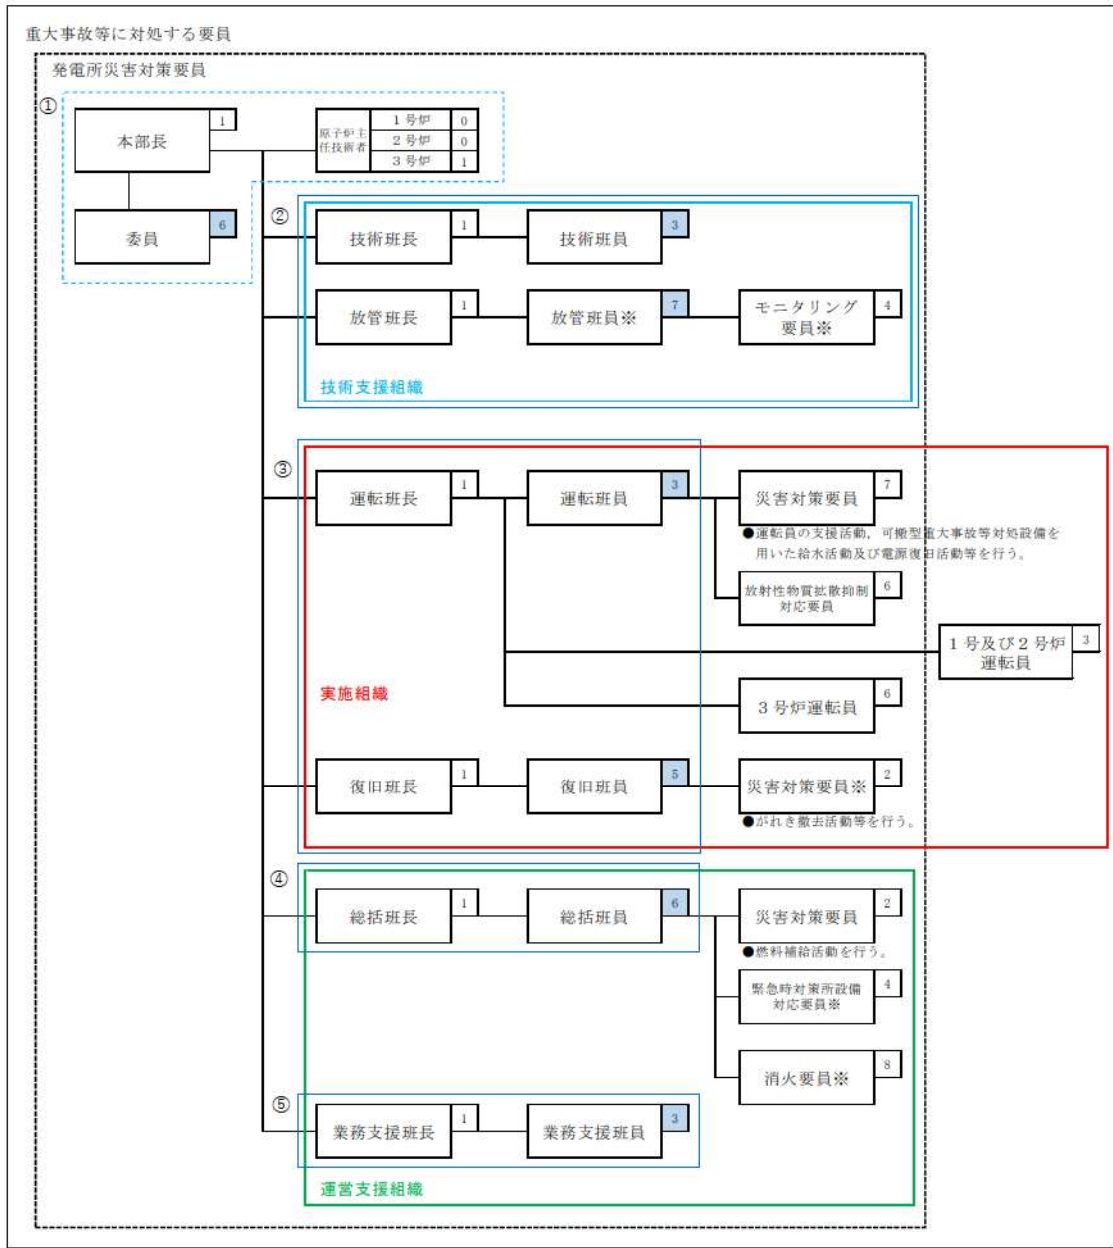 重大事故等に対処する要員
発電所災害対策要員
①
本部長
1
原子炉主
任技術者
1号炉
0
2号炉
0
3号炉
1
委員
6
②
技術班長
1
技術班員
3
放管班長
1
放管班員※
7
モニタリング
要員※
4
技術支援組織
③
運転班長
1
運転班員
3
災害対策要員
7
●運転員の支援活動，可搬型重大事故等対処設備を
用いた給水活動及び電源復旧活動等を行う。
放射性物質拡散抑制
対応要員
6
1号及び2号炉
運転員
3
実施組織
3号炉運転員
6
復旧班長
1
復旧班員
5
災害対策要員※
2
●がれき撤去活動等を行う。
④
総括班長
1
総括班員
6
災害対策要員
2
●燃料補給活動を行う。
緊急時対策所設備
対応要員※
4
消火要員※
8
⑤
業務支援班長
1
業務支援班員
3
運営支援組織